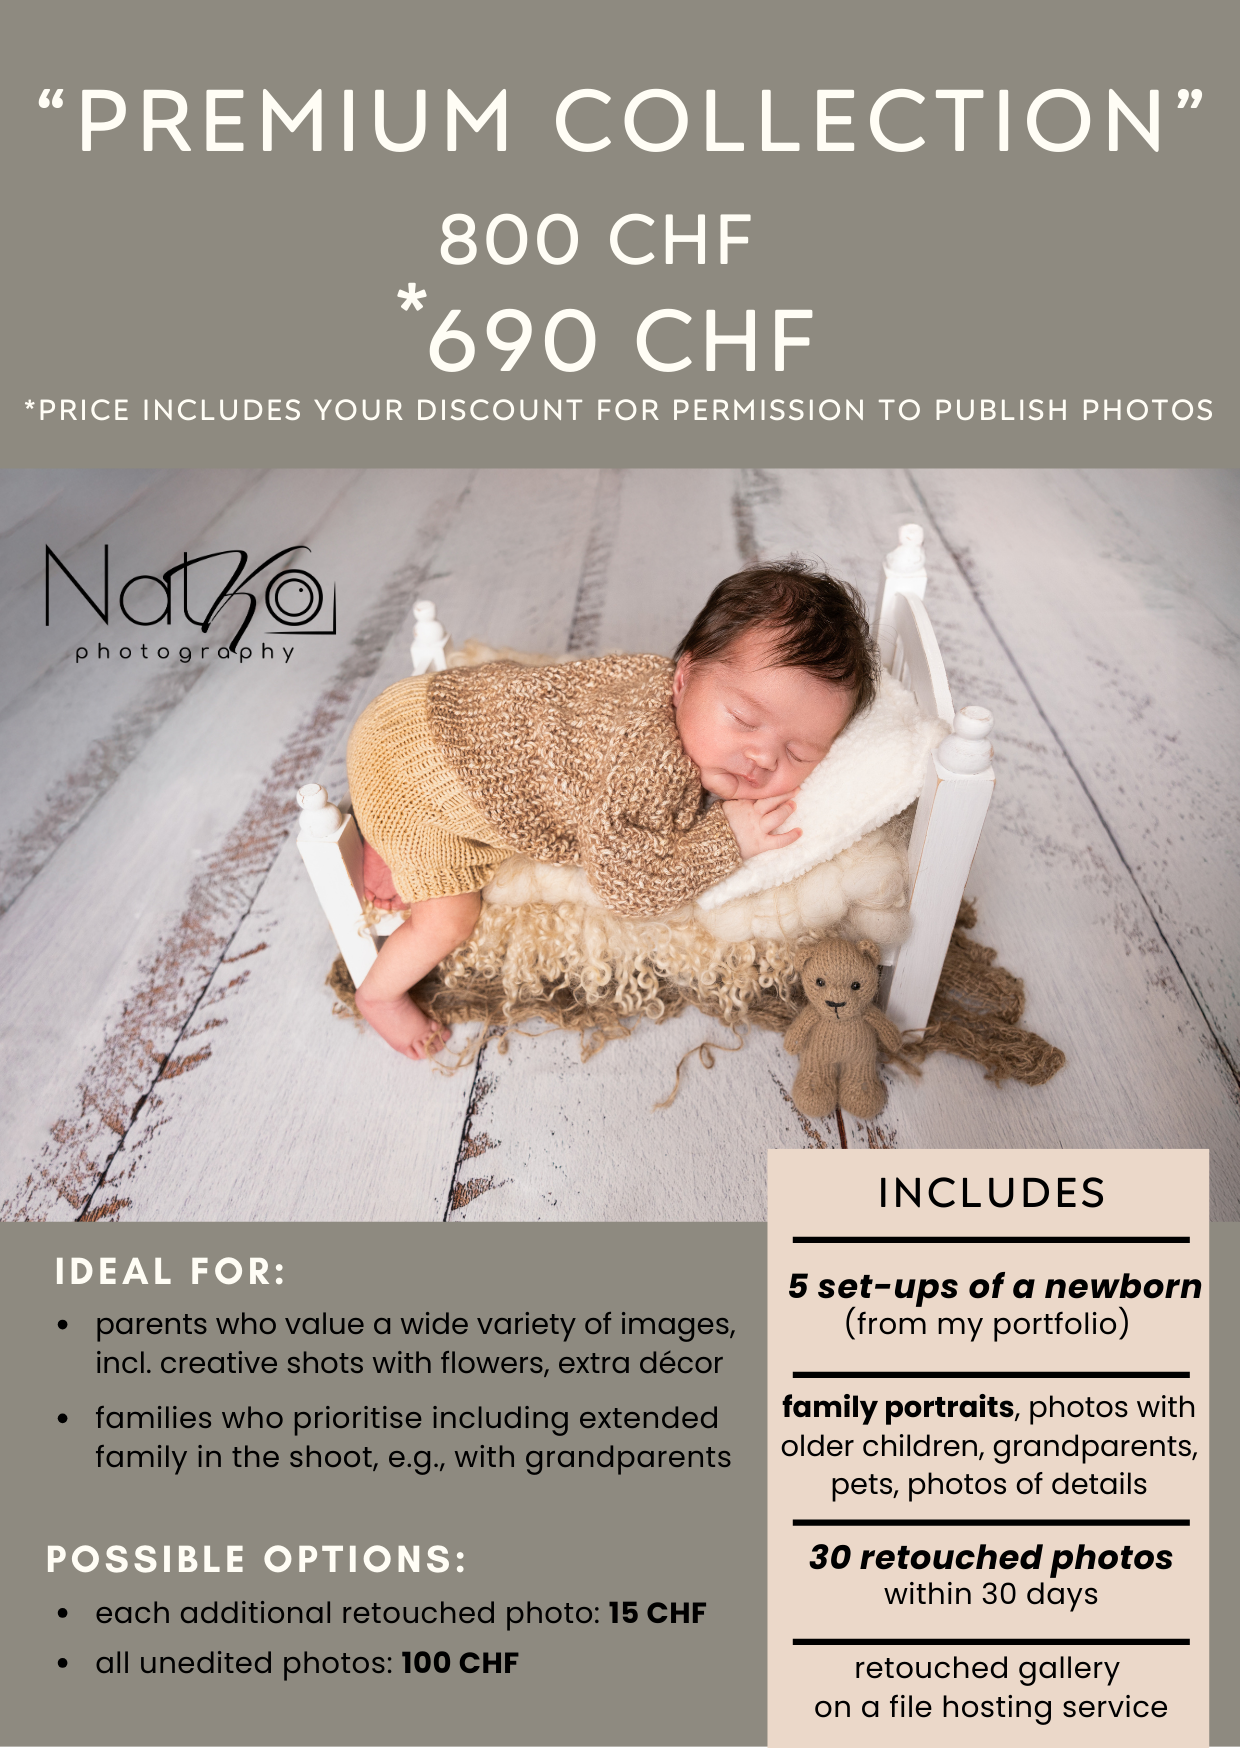 “PREMIUM COLLECTION”
800 CHF
*690 CHF
*PRICE INCLUDES YOUR DISCOUNT FOR PERMISSION TO PUBLISH PHOTOS
Natko
photography
IDEAL FOR:
• parents who value a wide variety of images,
incl. creative shots with flowers, extra décor
• families who prioritise including extended
family in the shoot, e.g., with grandparents
POSSIBLE OPTIONS:
• each additional retouched photo: 15 CHF
• all unedited photos: 100 CHF
INCLUDES
5 set-ups of a newborn
(from my portfolio)
family portraits, photos with
older children, grandparents,
pets, photos of details
30 retouched photos
within 30 days
retouched gallery
on a file hosting service